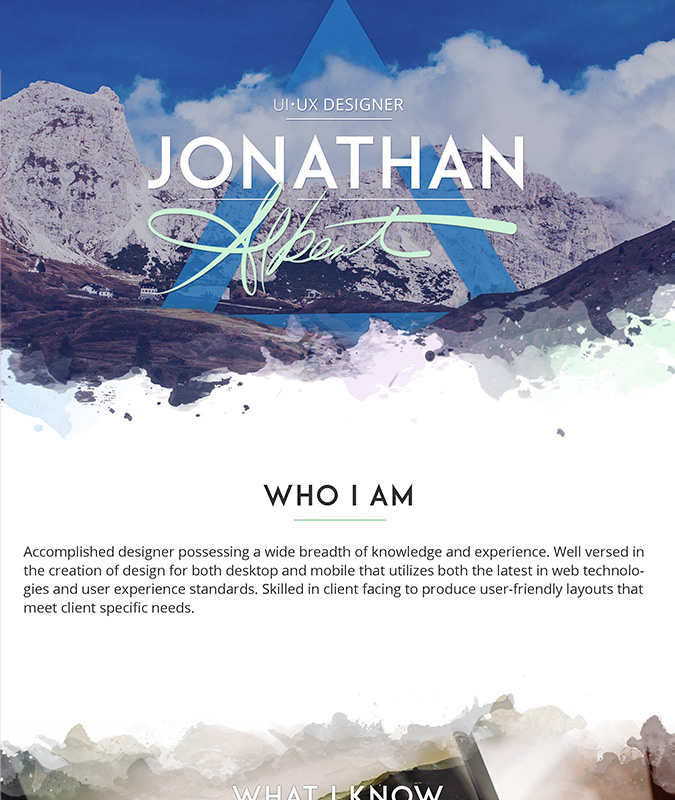 UI•UX DESIGNER
JONATHAN
Albert
WHO I AM
Accomplished designer possessing a wide breadth of knowledge and experience. Well versed in
the creation of design for both desktop and mobile that utilizes both the latest in web technolo-
gies and user experience standards. Skilled in client facing to produce user-friendly layouts that
meet client specific needs.
WHAT I KNOW